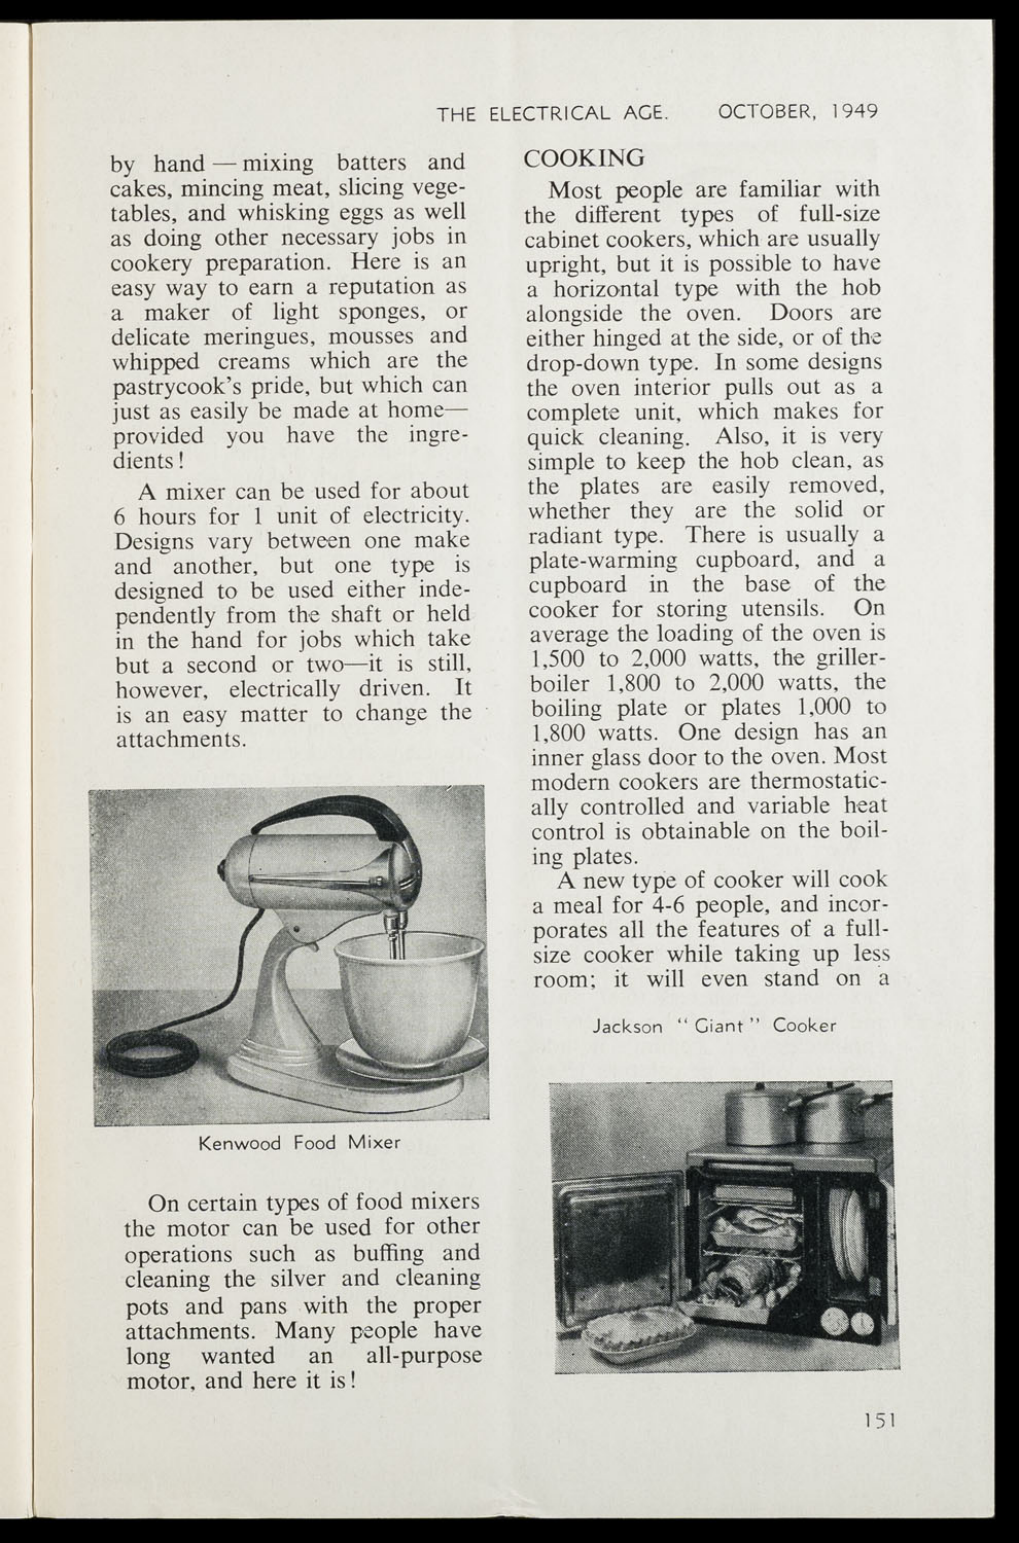 THE ELECTRICAL AGE. OCTOBER, 1949
by hand — mixing batters and
cakes, mincing meat, slicing vege-
tables, and whisking eggs as well
as doing other necessary jobs in
cookery preparation. Here is an
easy way to earn a reputation as
a maker of light sponges, or
delicate meringues, mousses and
whipped creams which are the
pastrycook's pride, but which can
just as easily be made at home—
provided you have the ingre-
dients!
A mixer can be used for about
6 hours for 1 unit of electricity.
Designs vary between one make
and another, but one type is
designed to be used either inde-
pendently from the shaft or held
in the hand for jobs which take
but a second or two—it is still,
however, electrically driven. It
is an easy matter to change the
attachments.
Kenwood Food Mixer
On certain types of food mixers
the motor can be used for other
operations such as buffing and
cleaning the silver and cleaning
pots and pans with the proper
attachments. Many people have
long wanted an all-purpose
motor, and here it is!
COOKING
Most people are familiar with
the different types of full-size
cabinet cookers, which are usually
upright, but it is possible to have
a horizontal type with the hob
alongside the oven. Doors are
either hinged at the side, or of the
drop-down type. In some designs
the oven interior pulls out as a
complete unit, which makes for
quick cleaning. Also, it is very
simple to keep the hob clean, as
the plates are easily removed,
whether they are the solid or
radiant type. There is usually a
plate-warming cupboard, and a
cupboard in the base of the
cooker for storing utensils. On
average the loading of the oven is
1,500 to 2,000 watts, the griller-
boiler 1,800 to 2,000 watts, the
boiling plate or plates 1,000 to
1,800 watts. One design has an
inner glass door to the oven. Most
modern cookers are thermostatic-
ally controlled and variable heat
control is obtainable on the boil-
ing plates.
A new type of cooker will cook
a meal for 4-6 people, and incor-
porates all the features of a full-
size cooker while taking up less
room; it will even stand on a
Jackson "Giant" Cooker
151